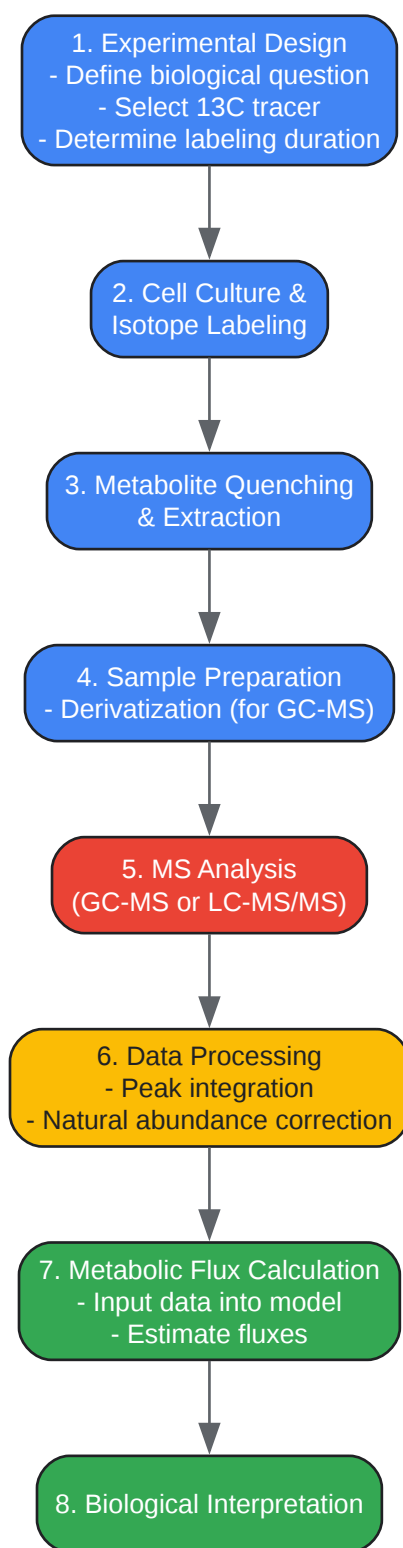 1. Experimental Design
- Define biological question
- Select 13C tracer
- Determine labeling duration
2. Cell Culture &
Isotope Labeling
3. Metabolite Quenching
& Extraction
4. Sample Preparation
- Derivatization (for GC-MS)
5. MS Analysis
(GC-MS or LC-MS/MS)
6. Data Processing
- Peak integration
- Natural abundance correction
7. Metabolic Flux Calculation
- Input data into model
- Estimate fluxes
8. Biological Interpretation